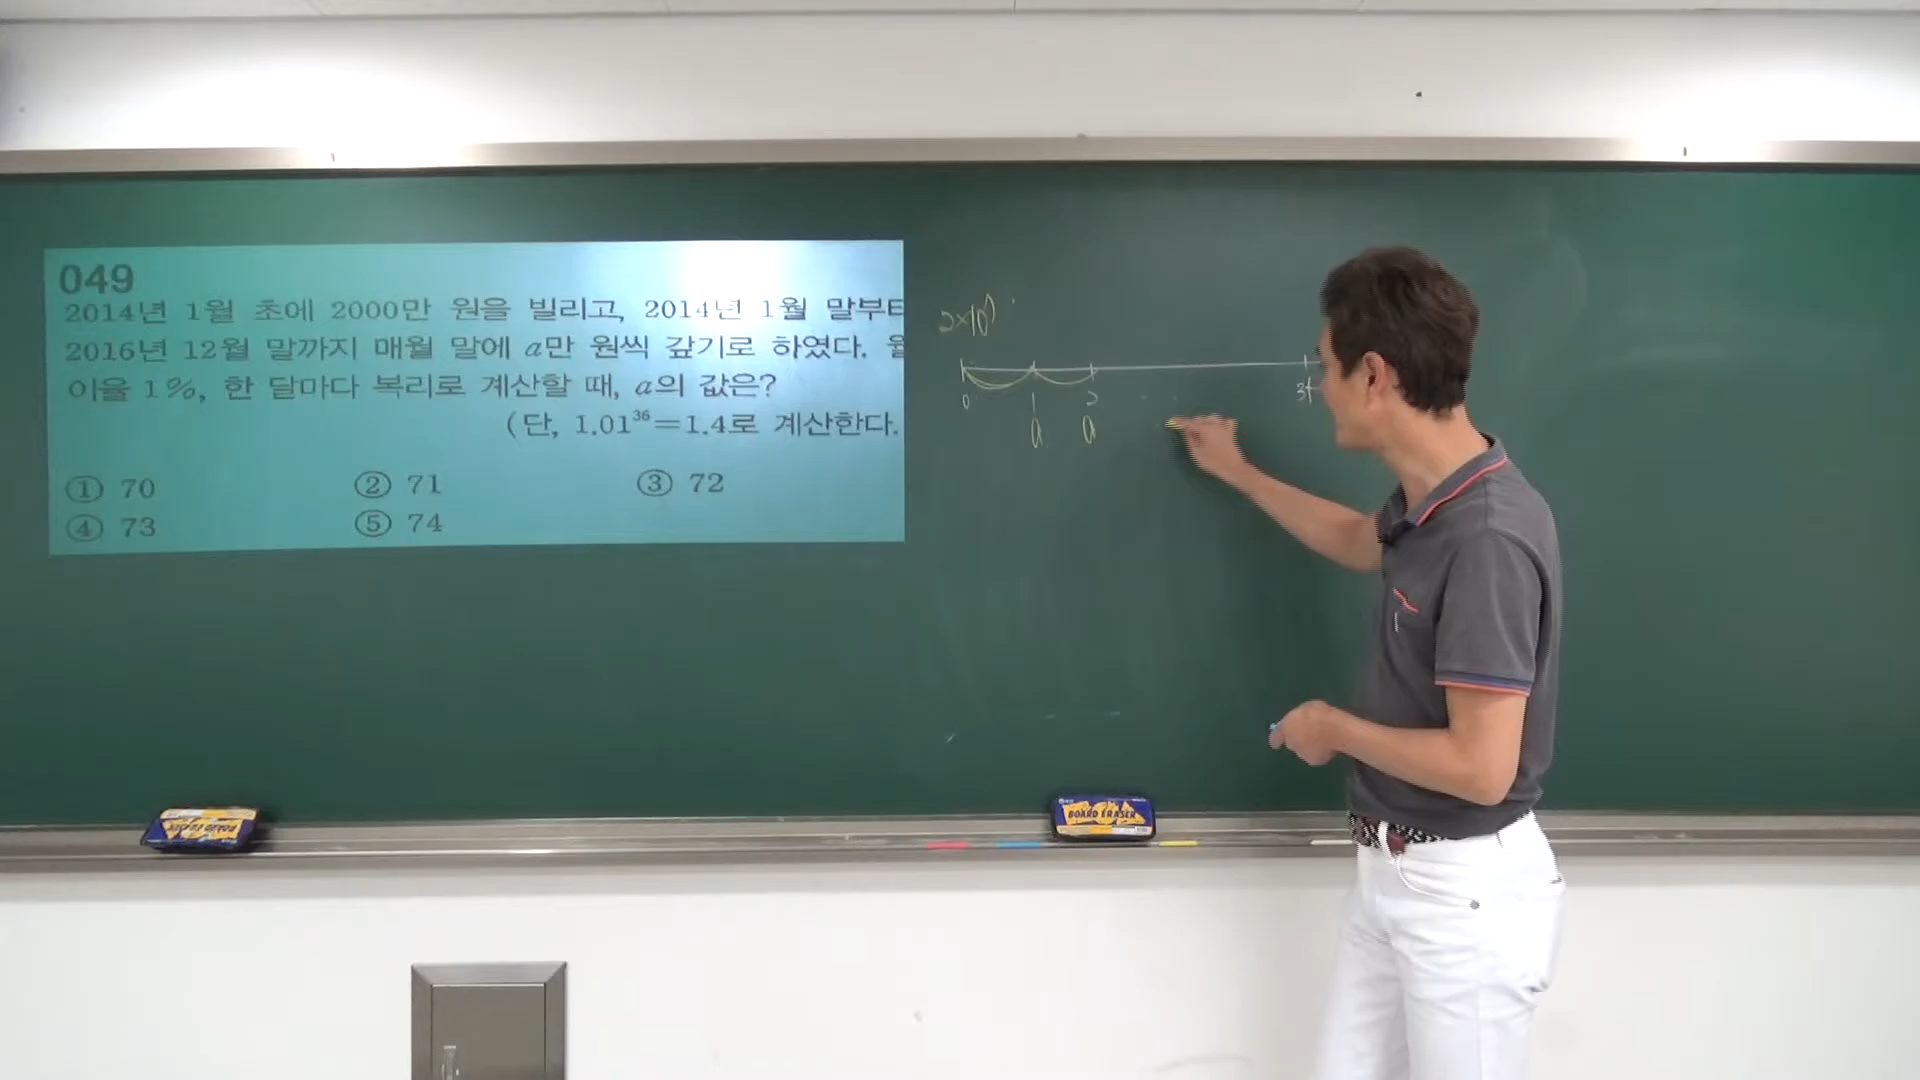 049
2014년 1월 초에 2000만 원을 빌리고, 2014년 1월 말부터
2016년 12월 말까지 매월 말에 a만 원씩 갚기로 하였다. 월
이율 1%, 한 달마다 복리로 계산할 때, a의 값은?
(단, 1.01³⁶=1.4로 계산한다.
① 70 ② 71 ③ 72
④ 73 ⑤ 74
2×10⁷
0 1 2 . .
a a
BOARD ERASER
BOARD ERASER